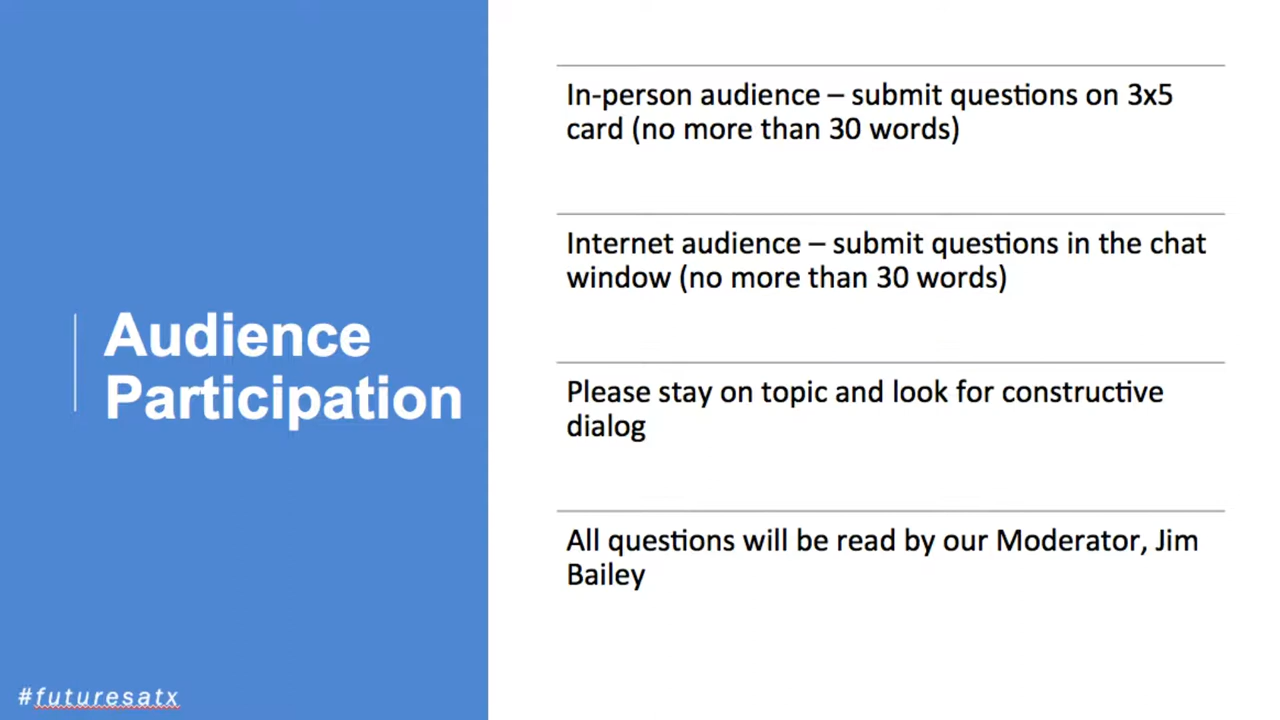 Audience
Participation
In-person audience – submit questions on 3x5
card (no more than 30 words)
Internet audience – submit questions in the chat
window (no more than 30 words)
Please stay on topic and look for constructive
dialog
All questions will be read by our Moderator, Jim
Bailey
#futuresatx